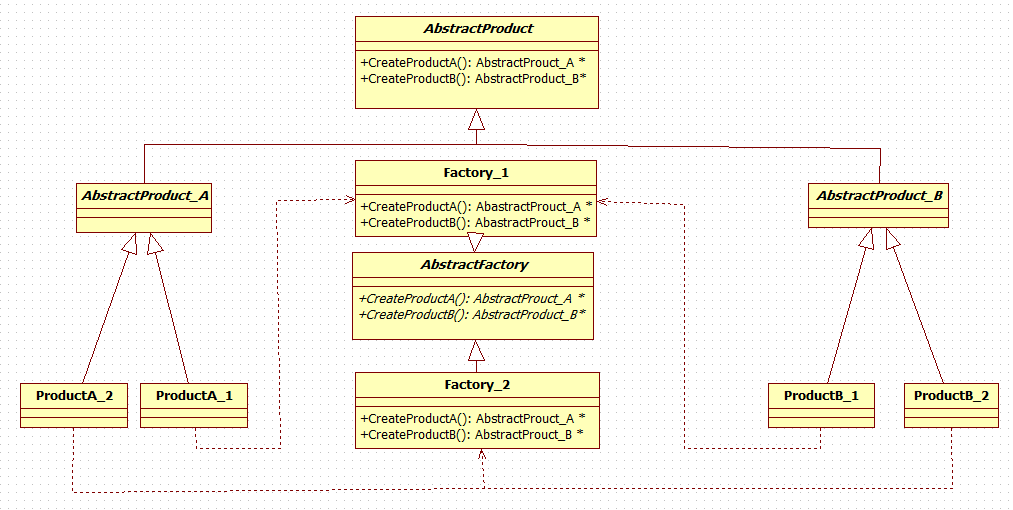 AbstractProduct
+CreateProductA(): AbstractProuct_A *
+CreateProductB(): AbstractProduct_B*
AbstractProduct_A
Factory_1
+CreateProductA(): AbastractProuct_A *
+CreateProductB(): AbastractProuct_B *
AbstractProduct_B
AbstractFactory
+CreateProductA(): AbstractProuct_A *
+CreateProductB(): AbstractProduct_B*
ProductA_2
ProductA_1
Factory_2
+CreateProductA(): AbstractProuct_A *
+CreateProductB(): AbstractProuct_B *
ProductB_1
ProductB_2